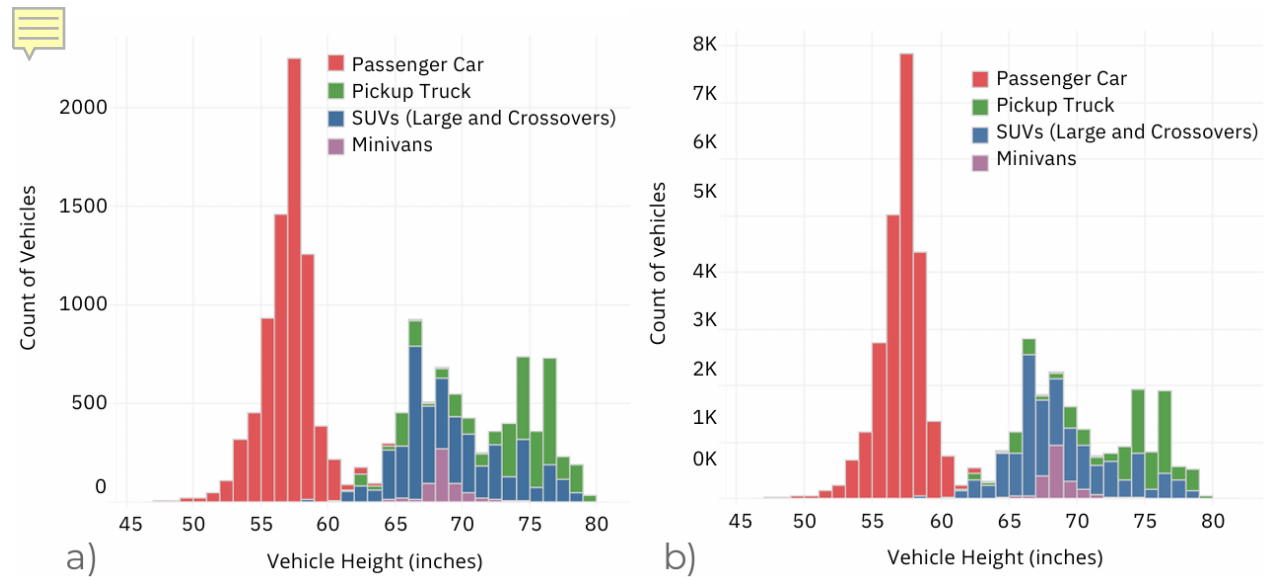 Passenger Car
Pickup Truck
SUVs (Large and Crossovers)
Minivans
2000
1500
1000
500
0
Count of Vehicles
45 50 55 60 65 70 75 80
Vehicle Height (inches)
a)
8K
7K
6K
5K
4K
3K
2K
1K
0K
Count of vehicles
Passenger Car
Pickup Truck
SUVs (Large and Crossovers)
Minivans
45 50 55 60 65 70 75 80
Vehicle Height (inches)
b)